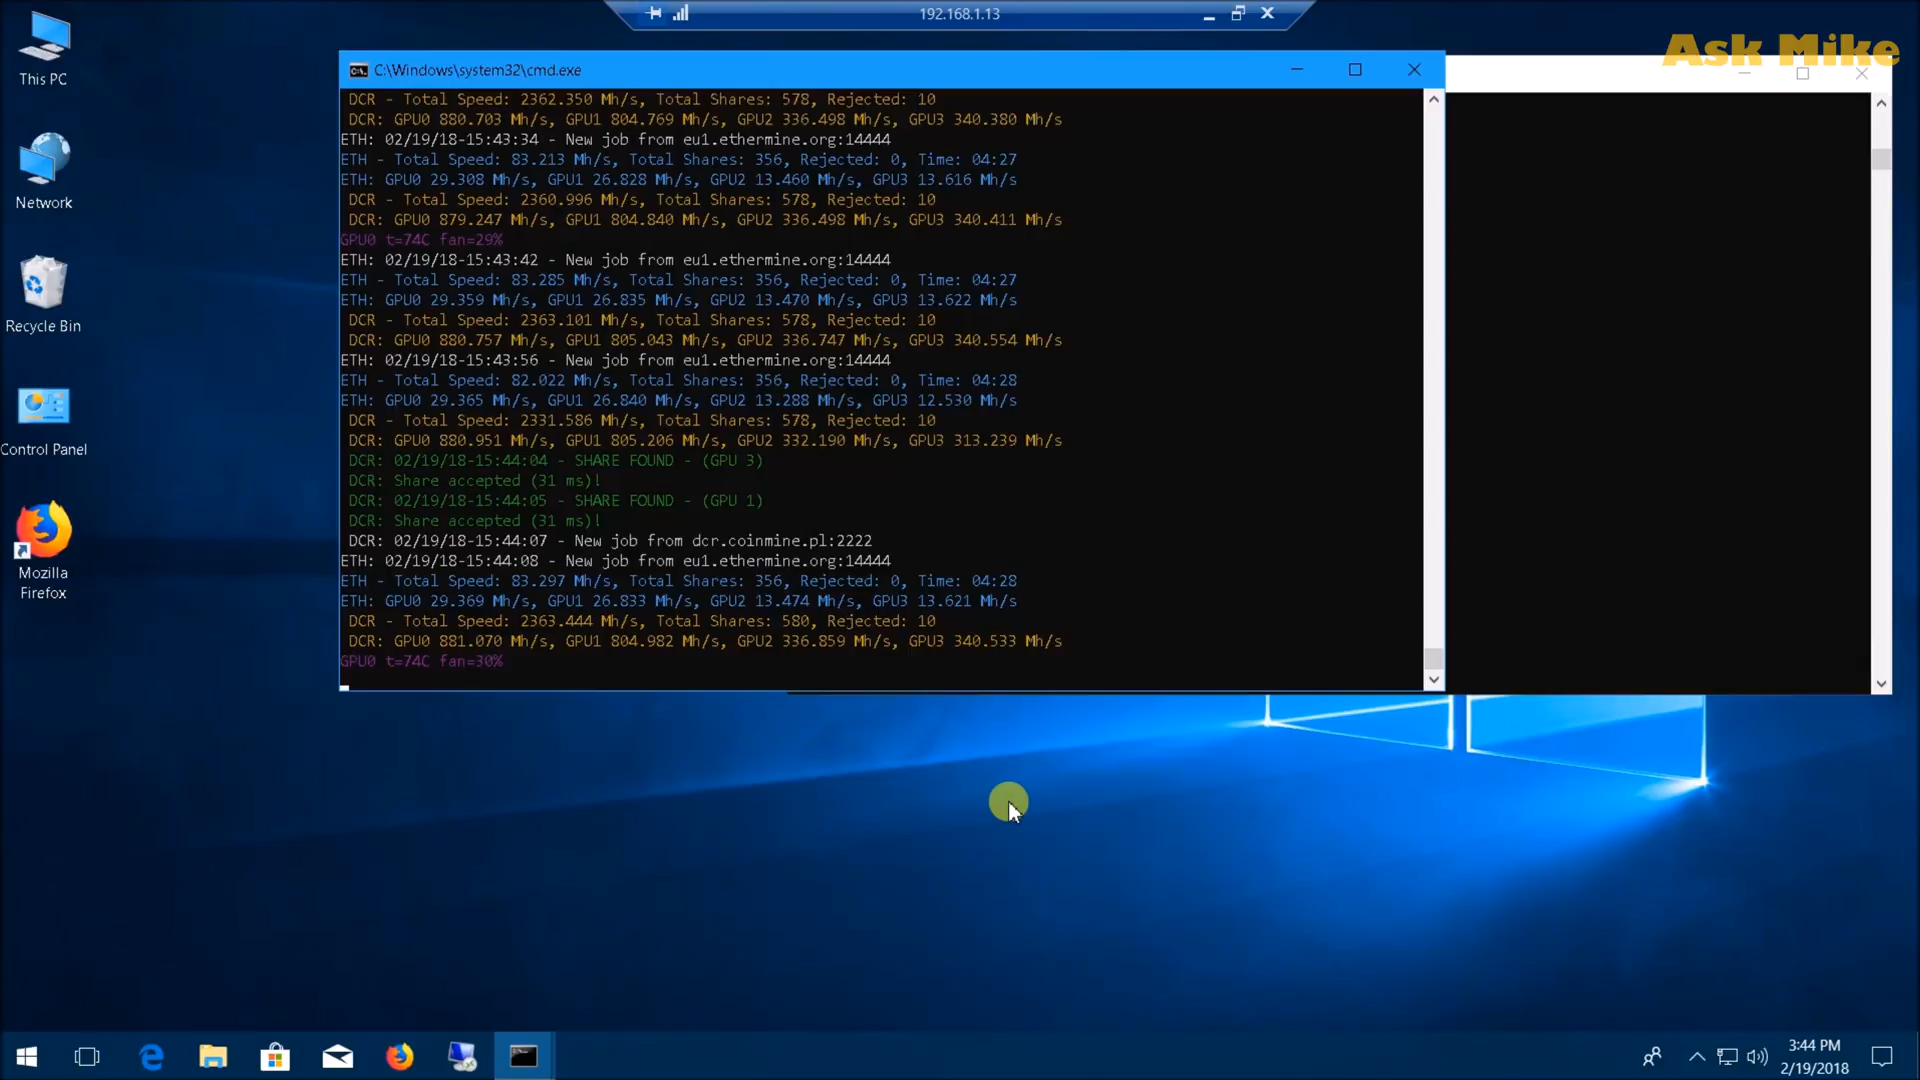 192.168.1.13
Ask Mike
This PC
Network
Recycle Bin
Control Panel
Mozilla
Firefox
C:\Windows\system32\cmd.exe
DCR - Total Speed: 2362.350 Mh/s, Total Shares: 578, Rejected: 10
DCR: GPU0 880.703 Mh/s, GPU1 804.769 Mh/s, GPU2 336.498 Mh/s, GPU3 340.380 Mh/s
ETH: 02/19/18-15:43:34 - New job from eu1.ethermine.org:14444
ETH - Total Speed: 83.213 Mh/s, Total Shares: 356, Rejected: 0, Time: 04:27
ETH: GPU0 29.308 Mh/s, GPU1 26.828 Mh/s, GPU2 13.460 Mh/s, GPU3 13.616 Mh/s
DCR - Total Speed: 2360.996 Mh/s, Total Shares: 578, Rejected: 10
DCR: GPU0 879.247 Mh/s, GPU1 804.840 Mh/s, GPU2 336.498 Mh/s, GPU3 340.411 Mh/s
GPU0 t=74C fan=29%
ETH: 02/19/18-15:43:42 - New job from eu1.ethermine.org:14444
ETH - Total Speed: 83.285 Mh/s, Total Shares: 356, Rejected: 0, Time: 04:27
ETH: GPU0 29.359 Mh/s, GPU1 26.835 Mh/s, GPU2 13.470 Mh/s, GPU3 13.622 Mh/s
DCR - Total Speed: 2363.101 Mh/s, Total Shares: 578, Rejected: 10
DCR: GPU0 880.757 Mh/s, GPU1 805.043 Mh/s, GPU2 336.747 Mh/s, GPU3 340.554 Mh/s
ETH: 02/19/18-15:43:56 - New job from eu1.ethermine.org:14444
ETH - Total Speed: 82.022 Mh/s, Total Shares: 356, Rejected: 0, Time: 04:28
ETH: GPU0 29.365 Mh/s, GPU1 26.840 Mh/s, GPU2 13.288 Mh/s, GPU3 12.530 Mh/s
DCR - Total Speed: 2331.586 Mh/s, Total Shares: 578, Rejected: 10
DCR: GPU0 880.951 Mh/s, GPU1 805.206 Mh/s, GPU2 332.190 Mh/s, GPU3 313.239 Mh/s
DCR: 02/19/18-15:44:04 - SHARE FOUND - (GPU 3)
DCR: Share accepted (31 ms)!
DCR: 02/19/18-15:44:05 - SHARE FOUND - (GPU 1)
DCR: Share accepted (31 ms)!
DCR: 02/19/18-15:44:07 - New job from dcr.coinmine.pl:2222
ETH: 02/19/18-15:44:08 - New job from eu1.ethermine.org:14444
ETH - Total Speed: 83.297 Mh/s, Total Shares: 356, Rejected: 0, Time: 04:28
ETH: GPU0 29.369 Mh/s, GPU1 26.833 Mh/s, GPU2 13.474 Mh/s, GPU3 13.621 Mh/s
DCR - Total Speed: 2363.444 Mh/s, Total Shares: 580, Rejected: 10
DCR: GPU0 881.070 Mh/s, GPU1 804.982 Mh/s, GPU2 336.859 Mh/s, GPU3 340.533 Mh/s
GPU0 t=74C fan=30%
3:44 PM
2/19/2018